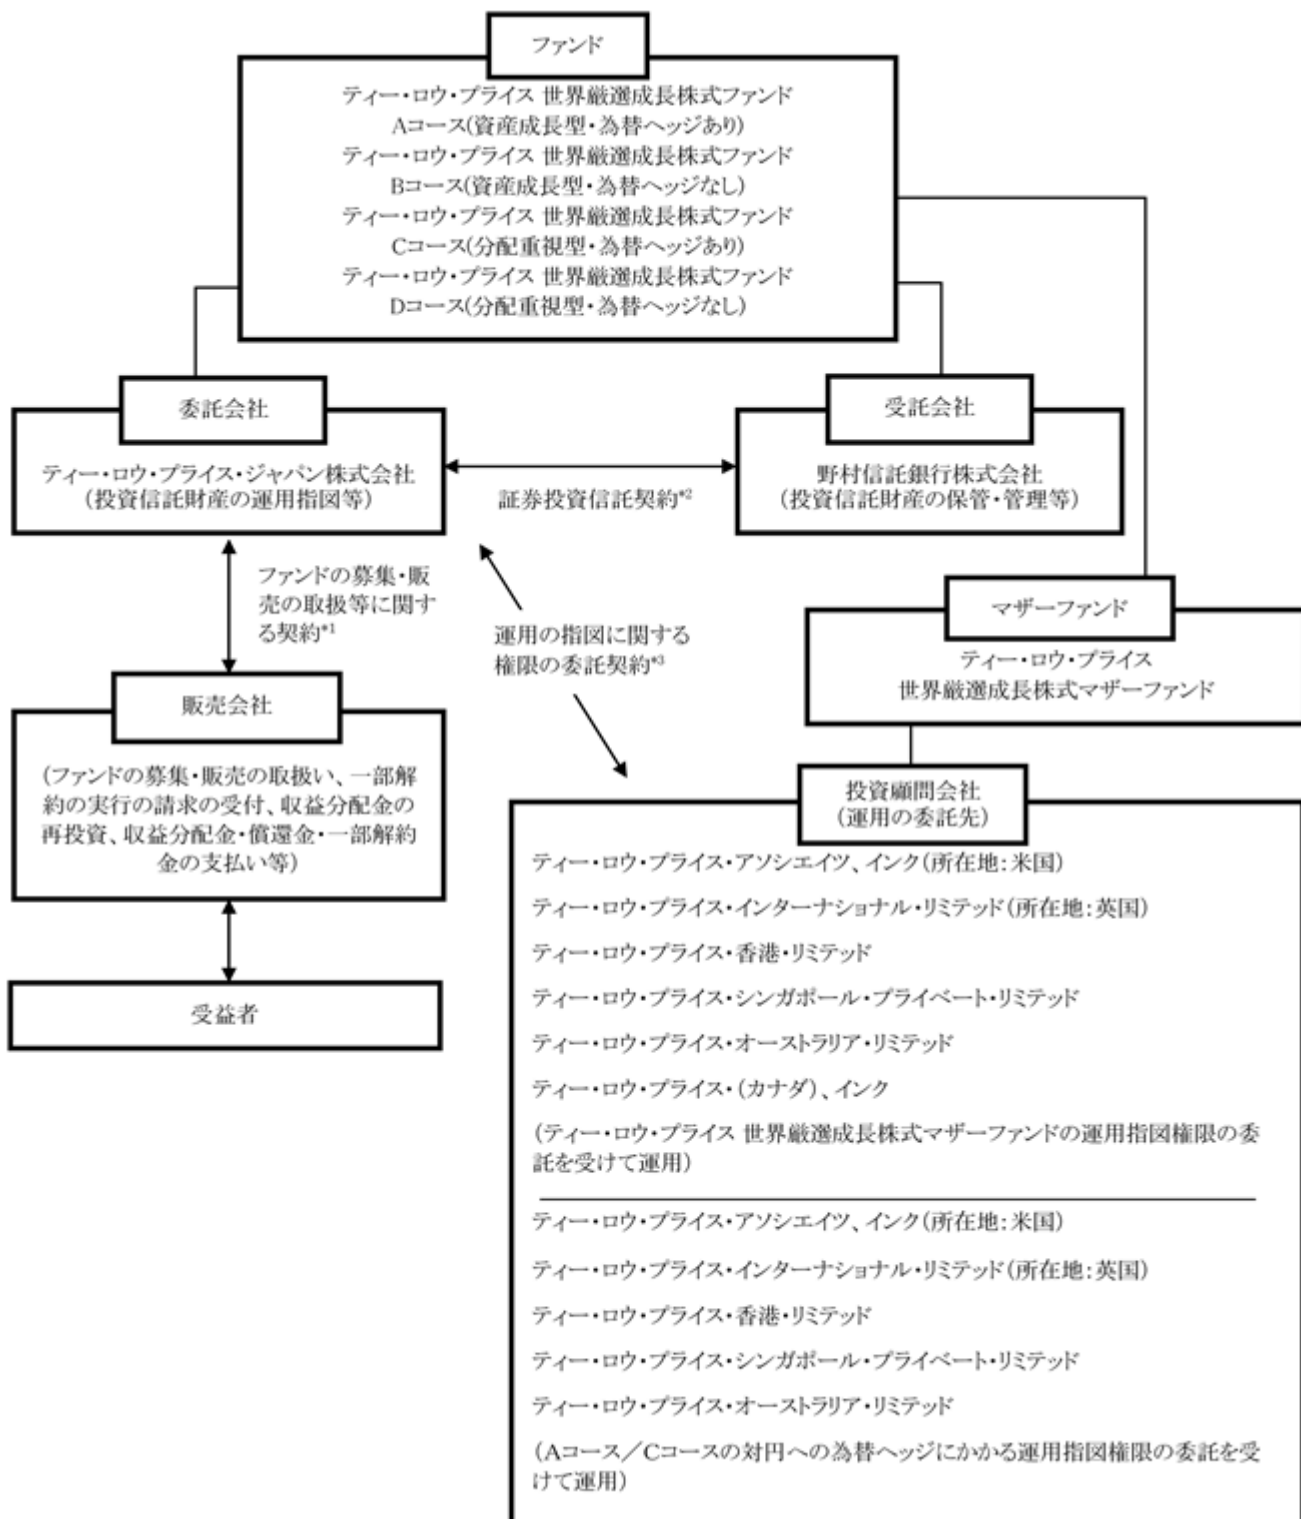 ファンド
ティー・ロウ・プライス 世界厳選成長株式ファンド
Aコース(資産成長型・為替ヘッジあり)
ティー・ロウ・プライス 世界厳選成長株式ファンド
Bコース(資産成長型・為替ヘッジなし)
ティー・ロウ・プライス 世界厳選成長株式ファンド
Cコース(分配重視型・為替ヘッジあり)
ティー・ロウ・プライス 世界厳選成長株式ファンド
Dコース(分配重視型・為替ヘッジなし)
委託会社
ティー・ロウ・プライス・ジャパン株式会社
(投資信託財産の運用指図等)
証券投資信託契約*2
受託会社
野村信託銀行株式会社
(投資信託財産の保管・管理等)
ファンドの募集・販
売の取扱等に関す
る契約*1
運用の指図に関する
権限の委託契約*3
マザーファンド
ティー・ロウ・プライス
世界厳選成長株式マザーファンド
販売会社
(ファンドの募集・販売の取扱い、一部解
約の実行の請求の受付、収益分配金の
再投資、収益分配金・償還金・一部解約
金の支払い等)
受益者
投資顧問会社
(運用の委託先)
ティー・ロウ・プライス・アソシエイツ、インク(所在地:米国)
ティー・ロウ・プライス・インターナショナル・リミテッド(所在地:英国)
ティー・ロウ・プライス・香港・リミテッド
ティー・ロウ・プライス・シンガポール・プライベート・リミテッド
ティー・ロウ・プライス・オーストラリア・リミテッド
ティー・ロウ・プライス・(カナダ)、インク
(ティー・ロウ・プライス 世界厳選成長株式マザーファンドの運用指図権限の委
託を受けて運用)
ティー・ロウ・プライス・アソシエイツ、インク(所在地:米国)
ティー・ロウ・プライス・インターナショナル・リミテッド(所在地:英国)
ティー・ロウ・プライス・香港・リミテッド
ティー・ロウ・プライス・シンガポール・プライベート・リミテッド
ティー・ロウ・プライス・オーストラリア・リミテッド
(Aコース/Cコースの対円への為替ヘッジにかかる運用指図権限の委託を受
けて運用)